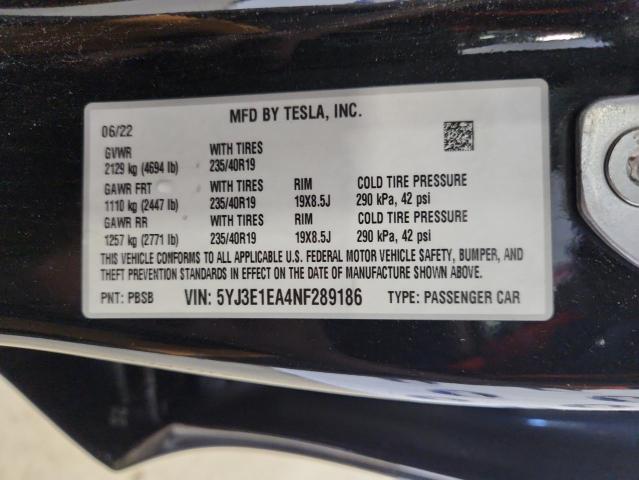 MFD BY TESLA, INC.
06/22
GVWR WITH TIRES
2129 kg (4694 lb) 235/40R19
GAWR FRT WITH TIRES RIM COLD TIRE PRESSURE
1110 kg (2447 lb) 235/40R19 19X8.5J 290 kPa, 42 psi
GAWR RR WITH TIRES RIM COLD TIRE PRESSURE
1257 kg (2771 lb) 235/40R19 19X8.5J 290 kPa, 42 psi
THIS VEHICLE CONFORMS TO ALL APPLICABLE U.S. FEDERAL MOTOR VEHICLE SAFETY, BUMPER, AND
THEFT PREVENTION STANDARDS IN EFFECT ON THE DATE OF MANUFACTURE SHOWN ABOVE.
PNT: PBSB VIN: 5YJ3E1EA4NF289186 TYPE: PASSENGER CAR